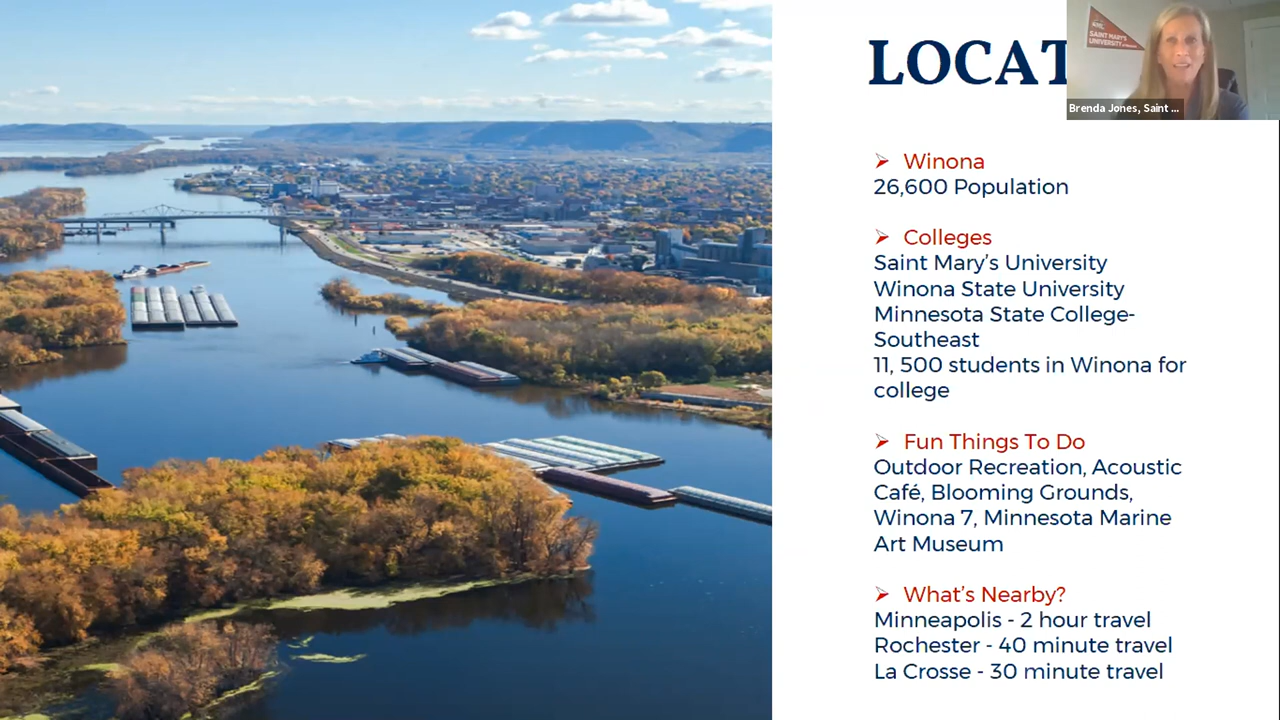 LOCAT
SAINT MARY'S
UNIVERSITY
Brenda Jones, Saint ...
➢ Winona
26,600 Population
➢ Colleges
Saint Mary's University
Winona State University
Minnesota State College-
Southeast
11, 500 students in Winona for
college
➢ Fun Things To Do
Outdoor Recreation, Acoustic
Café, Blooming Grounds,
Winona 7, Minnesota Marine
Art Museum
➢ What's Nearby?
Minneapolis - 2 hour travel
Rochester - 40 minute travel
La Crosse - 30 minute travel